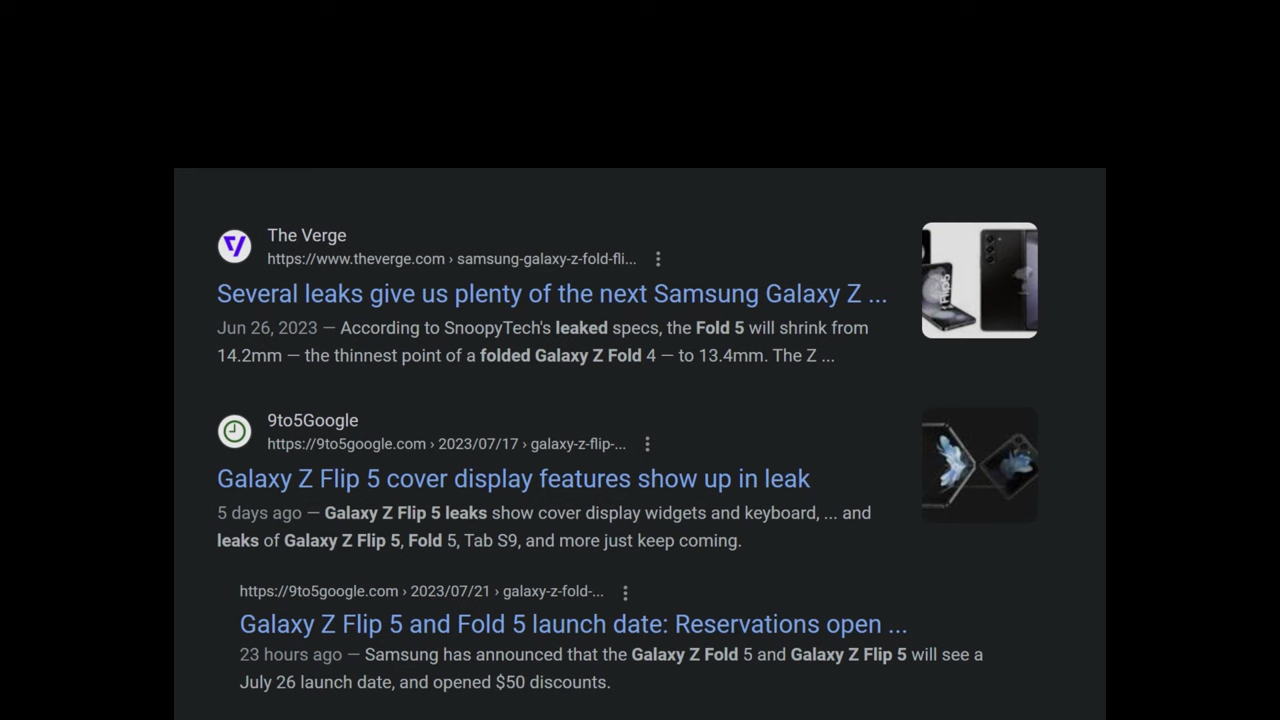 The Verge
https://www.theverge.com › samsung-galaxy-z-fold-fli...
Several leaks give us plenty of the next Samsung Galaxy Z ...
Jun 26, 2023 — According to SnoopyTech's leaked specs, the Fold 5 will shrink from
14.2mm — the thinnest point of a folded Galaxy Z Fold 4 — to 13.4mm. The Z ...
9to5Google
https://9to5google.com › 2023/07/17 › galaxy-z-flip-...
Galaxy Z Flip 5 cover display features show up in leak
5 days ago — Galaxy Z Flip 5 leaks show cover display widgets and keyboard, ... and
leaks of Galaxy Z Flip 5, Fold 5, Tab S9, and more just keep coming.
https://9to5google.com › 2023/07/21 › galaxy-z-fold-...
Galaxy Z Flip 5 and Fold 5 launch date: Reservations open ...
23 hours ago — Samsung has announced that the Galaxy Z Fold 5 and Galaxy Z Flip 5 will see a
July 26 launch date, and opened $50 discounts.